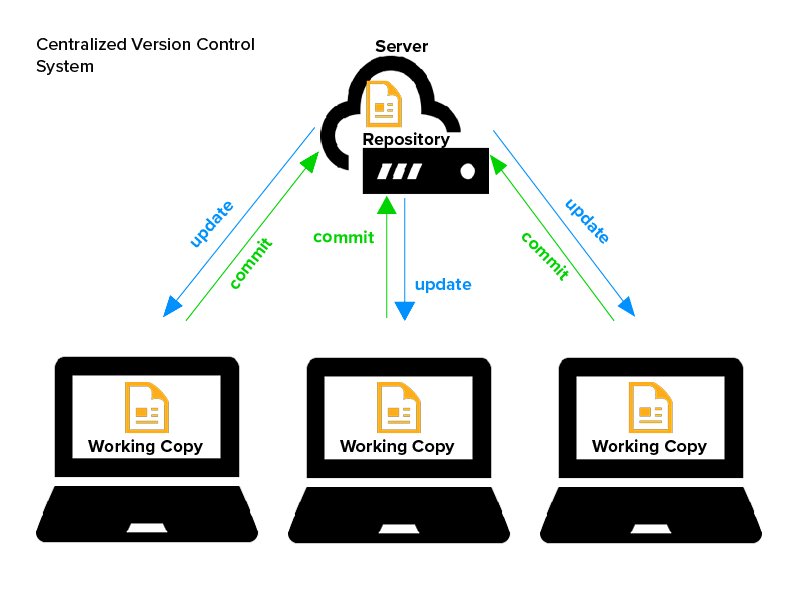 Centralized Version Control
System
Server
Repository
update
commit
commit
update
update
commit
Working Copy
Working Copy
Working Copy